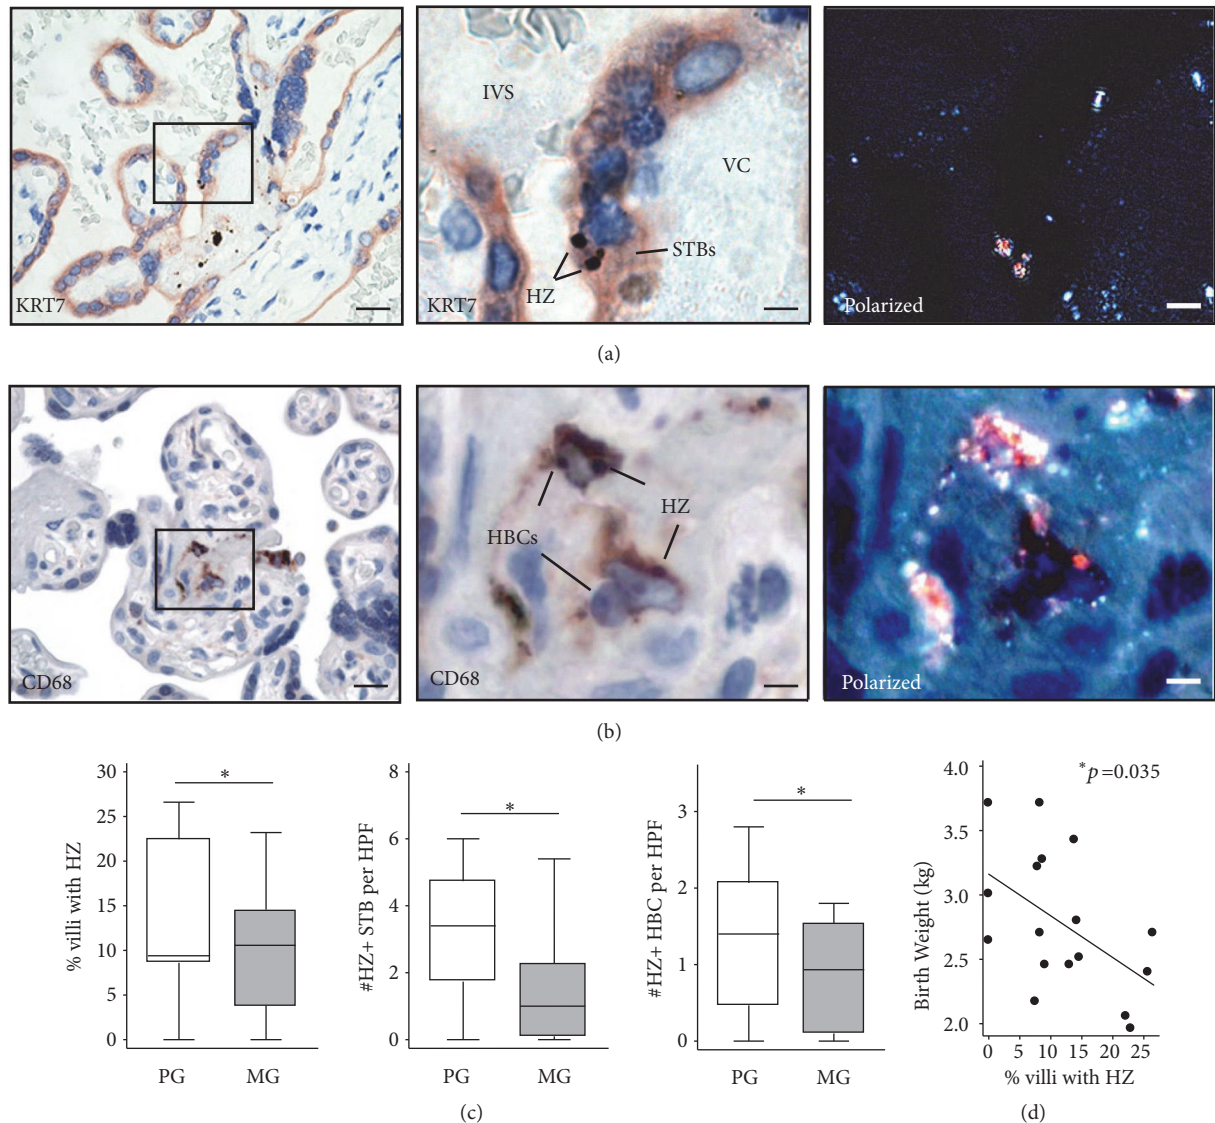 IVS
VC
STBs
HZ
KRT7
KRT7
Polarized
(a)
HZ
HBCs
CD68
CD68
Polarized
(b)
% villi with HZ
30
25
20
15
10
5
0
*
PG
MG
#HZ+ STB per HPF
8
6
4
2
0
*
PG
MG
#HZ+ HBC per HPF
3
2
1
0
*
PG
MG
(c)
Birth Weight (kg)
4.0
3.5
3.0
2.5
2.0
*p=0.035
0 5 10 15 20 25
% villi with HZ
(d)